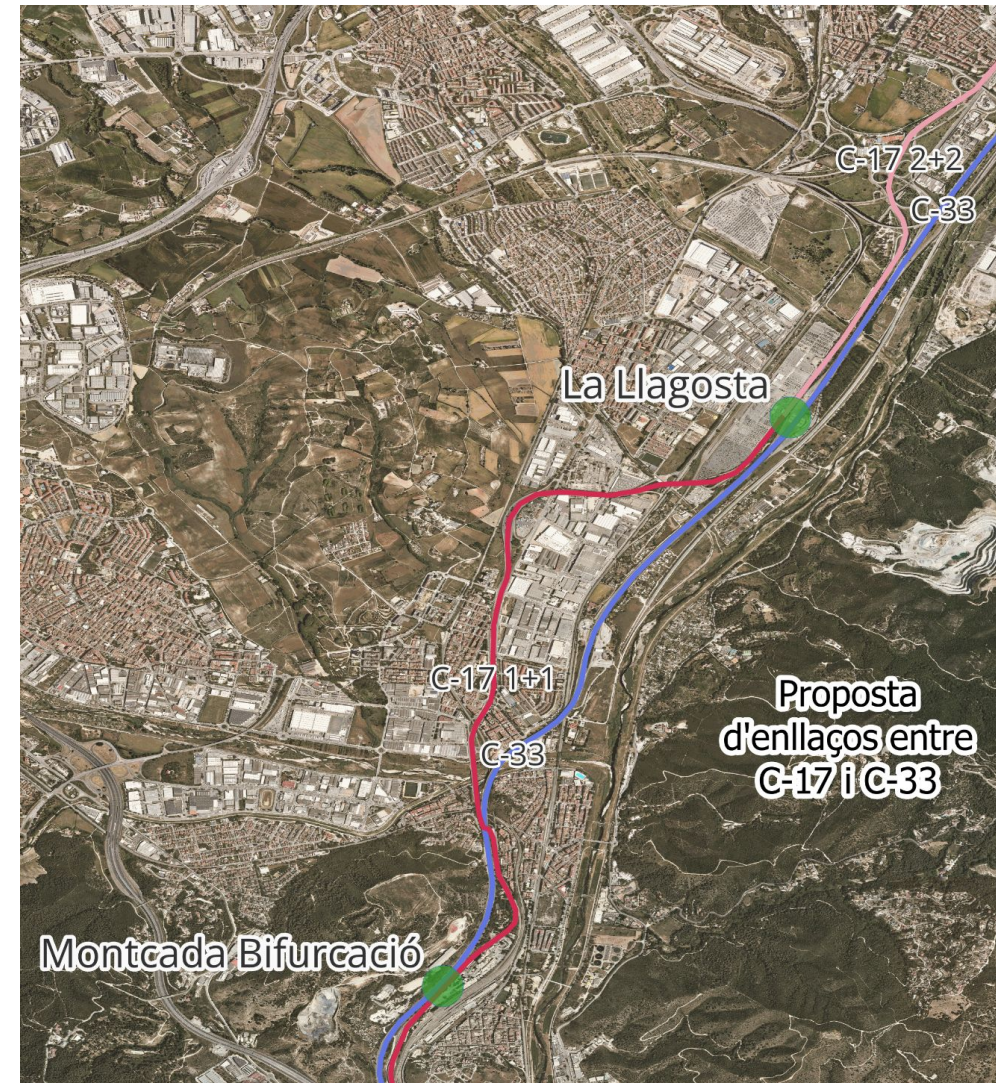 C-17 2+2
C-33
La Llagosta
C-17 1+1
Proposta
d'enllaços entre
C-17 i C-33
C-33
Montcada Bifurcació